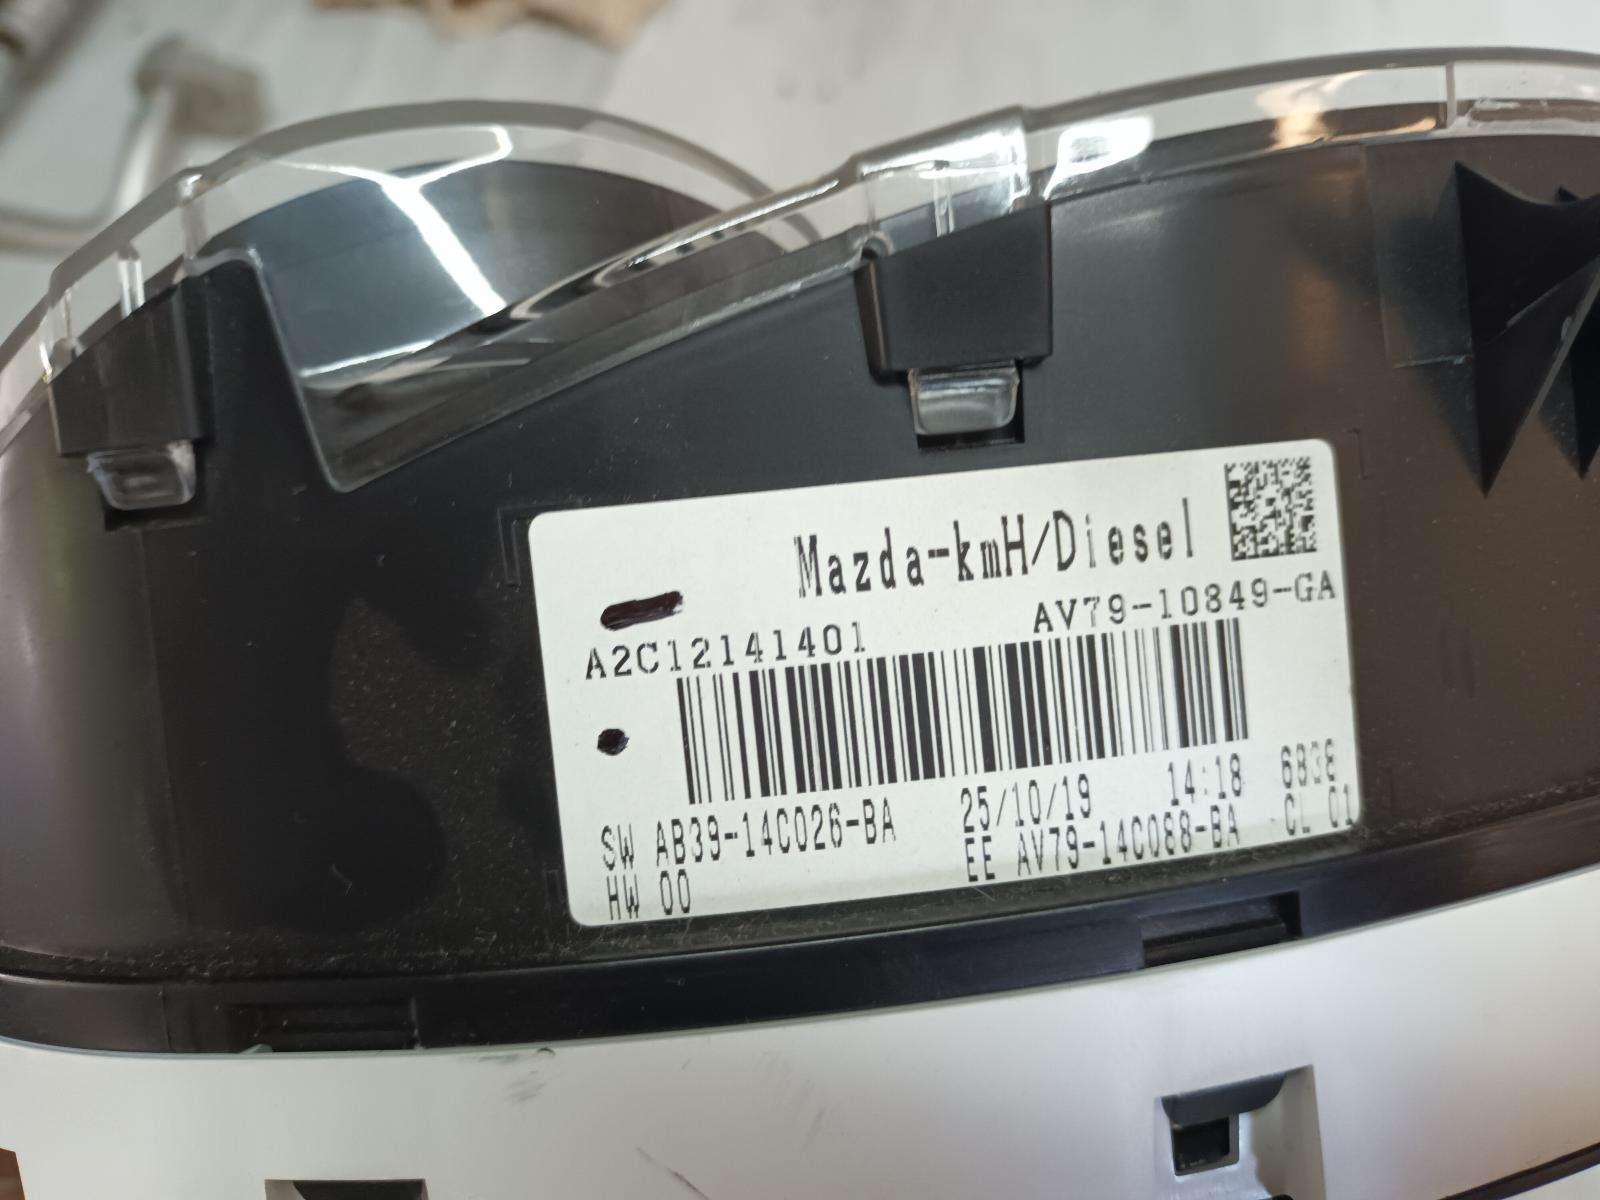 Mazda-kmH/Diesel
A2C12141401 AV79-10849-GA
25/10/19 14:18
SW AB39-14C026-BA EE AV79-14C088-BA CL 01
HW 00